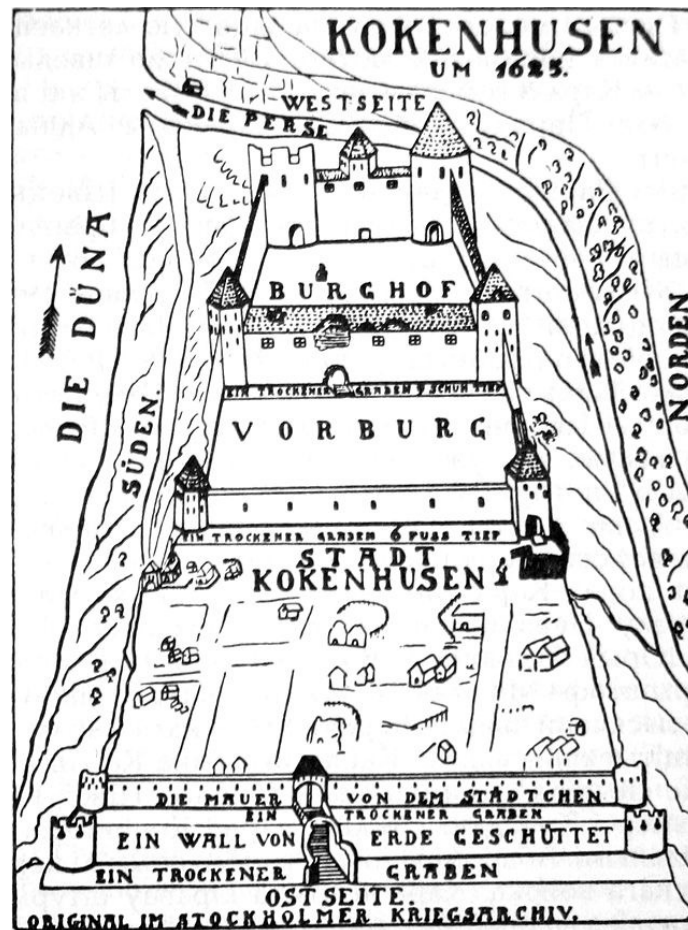 KOKENHUSEN
UM 1625.
WESTSEITE
DIE PERSE
DIE DÜNA
SÜDEN.
NORDEN
BURGHOF
EIN TROCKENER GRABEN 9 SCHUH TIEF
VORBURG
EIN TROCKENER GRABEN 6 FUSS TIEF
STADT
KOKENHUSEN
DIE MAUER VON DEM STÄDTCHEN
EIN TROCKENER GRABEN
EIN WALL VON ERDE GESCHÜTTET
EIN TROCKENER GRABEN
OSTSEITE.
ORIGINAL IM ATOCKHOLMER KRIEGSARCHIV.